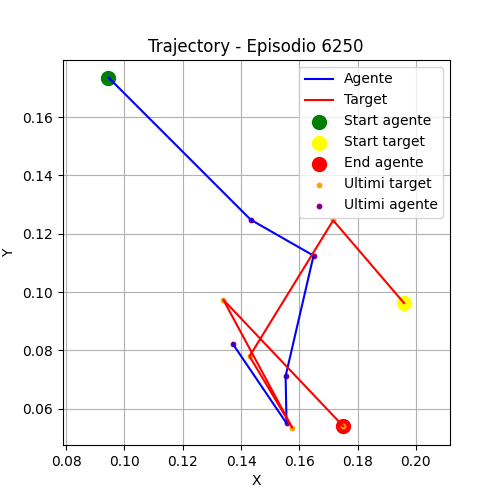 Trajectory - Episodio 6250
Agente
Target
Start agente
Start target
End agente
Ultimi target
Ultimi agente
Y
0.16
0.14
0.12
0.10
0.08
0.06
0.08
0.10
0.12
0.14
0.16
0.18
0.20
X